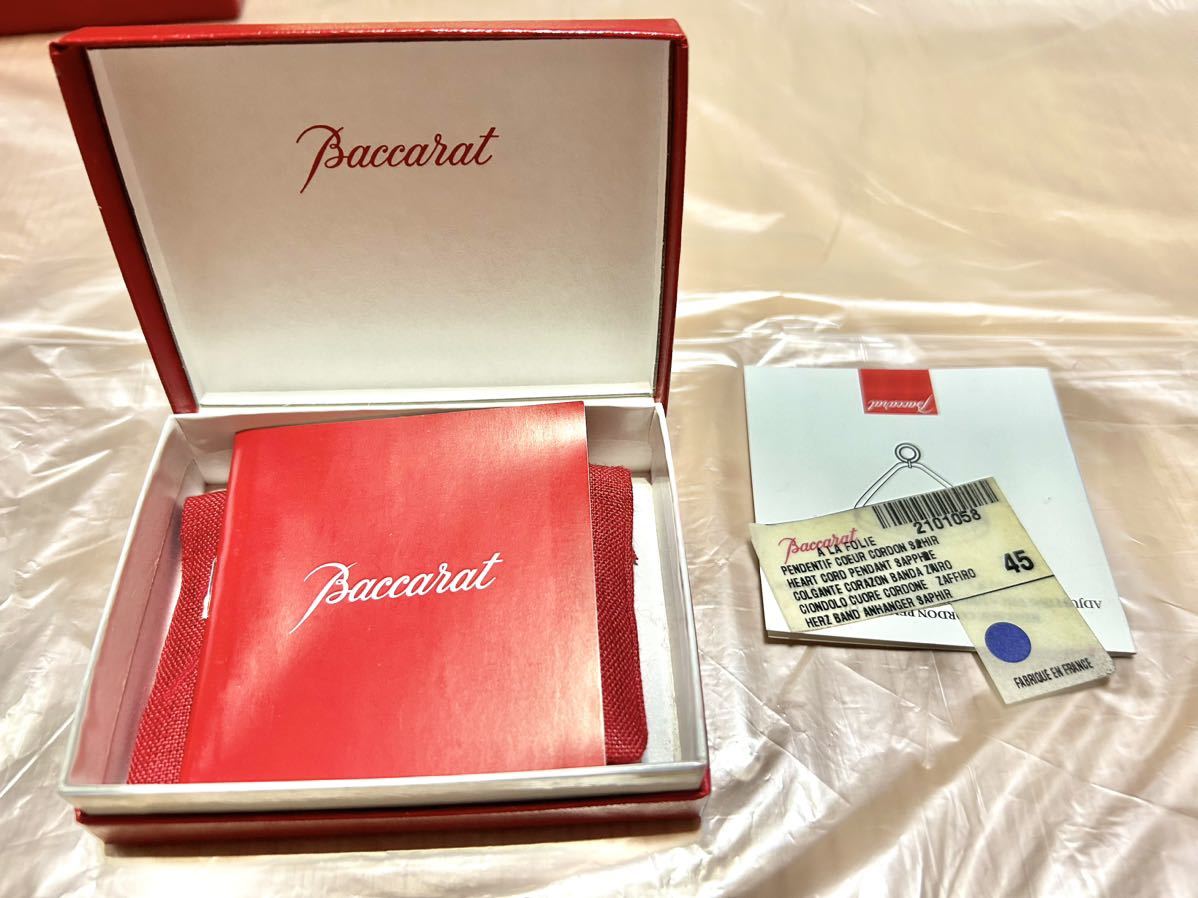 Baccarat
Baccarat
Baccarat
2101058
Baccarat
A LA FOLIE
PENDENTIF COEUR CORDON SAPHIR
HEART CORD PENDANT SAPPHIRE
COLGANTE CORAZON BANDA ZAFIRO
CIONDOLO CUORE CORDONE ZAFFIRO
HERZ BAND ANHANGER SAPHIR
45
FABRIQUE EN FRANCE